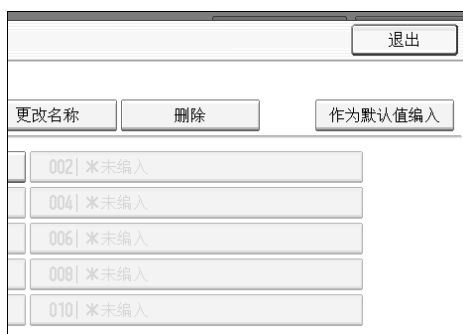 退出
更改名称 删除 作为默认值编入
002 | *未编入
004 | *未编入
006 | *未编入
008 | *未编入
010 | *未编入